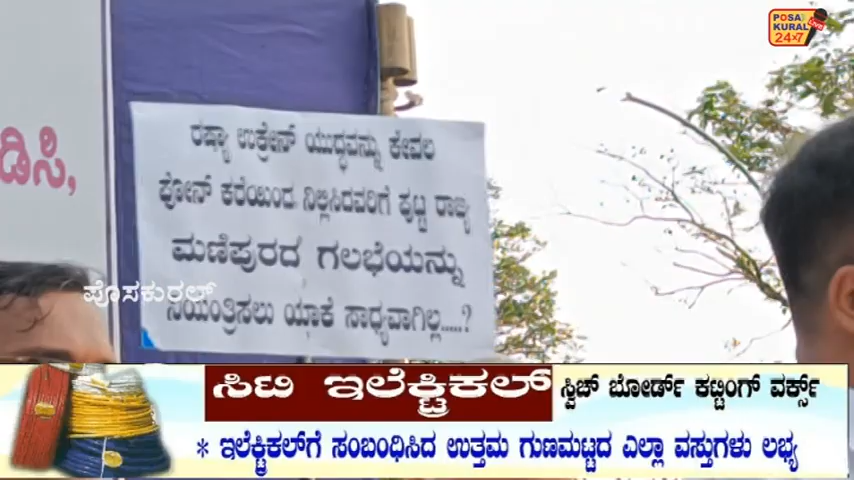 POSA
KURAL
24x7
Live
ಡಿಸಿ,
ರಷ್ಯಾ ಉಕ್ರೇನ್ ಯುದ್ಧವನ್ನು ಕೇವಲ
ಫೋನ್ ಕರೆಯಿಂದ ನಿಲ್ಲಿಸಿದವರಿಗೆ ಪುಟ್ಟ ರಾಜ್ಯ
ಮಣಿಪುರದ ಗಲಭೆಯನ್ನು
ನಿಯಂತ್ರಿಸಲು ಯಾಕೆ ಸಾಧ್ಯವಾಗಿಲ್ಲ.....?
ಪೊಸಕುರಲ್
ಸಿಟಿ ಇಲೆಕ್ಟ್ರಿಕಲ್ ಸ್ವಿಚ್ ಬೋರ್ಡ್ ಕಟ್ಟಿಂಗ್ ವರ್ಕ್ಸ್
* ಇಲೆಕ್ಟ್ರಿಕಲ್‌ಗೆ ಸಂಬಂಧಿಸಿದ ಉತ್ತಮ ಗುಣಮಟ್ಟದ ಎಲ್ಲಾ ವಸ್ತುಗಳು ಲಭ್ಯ